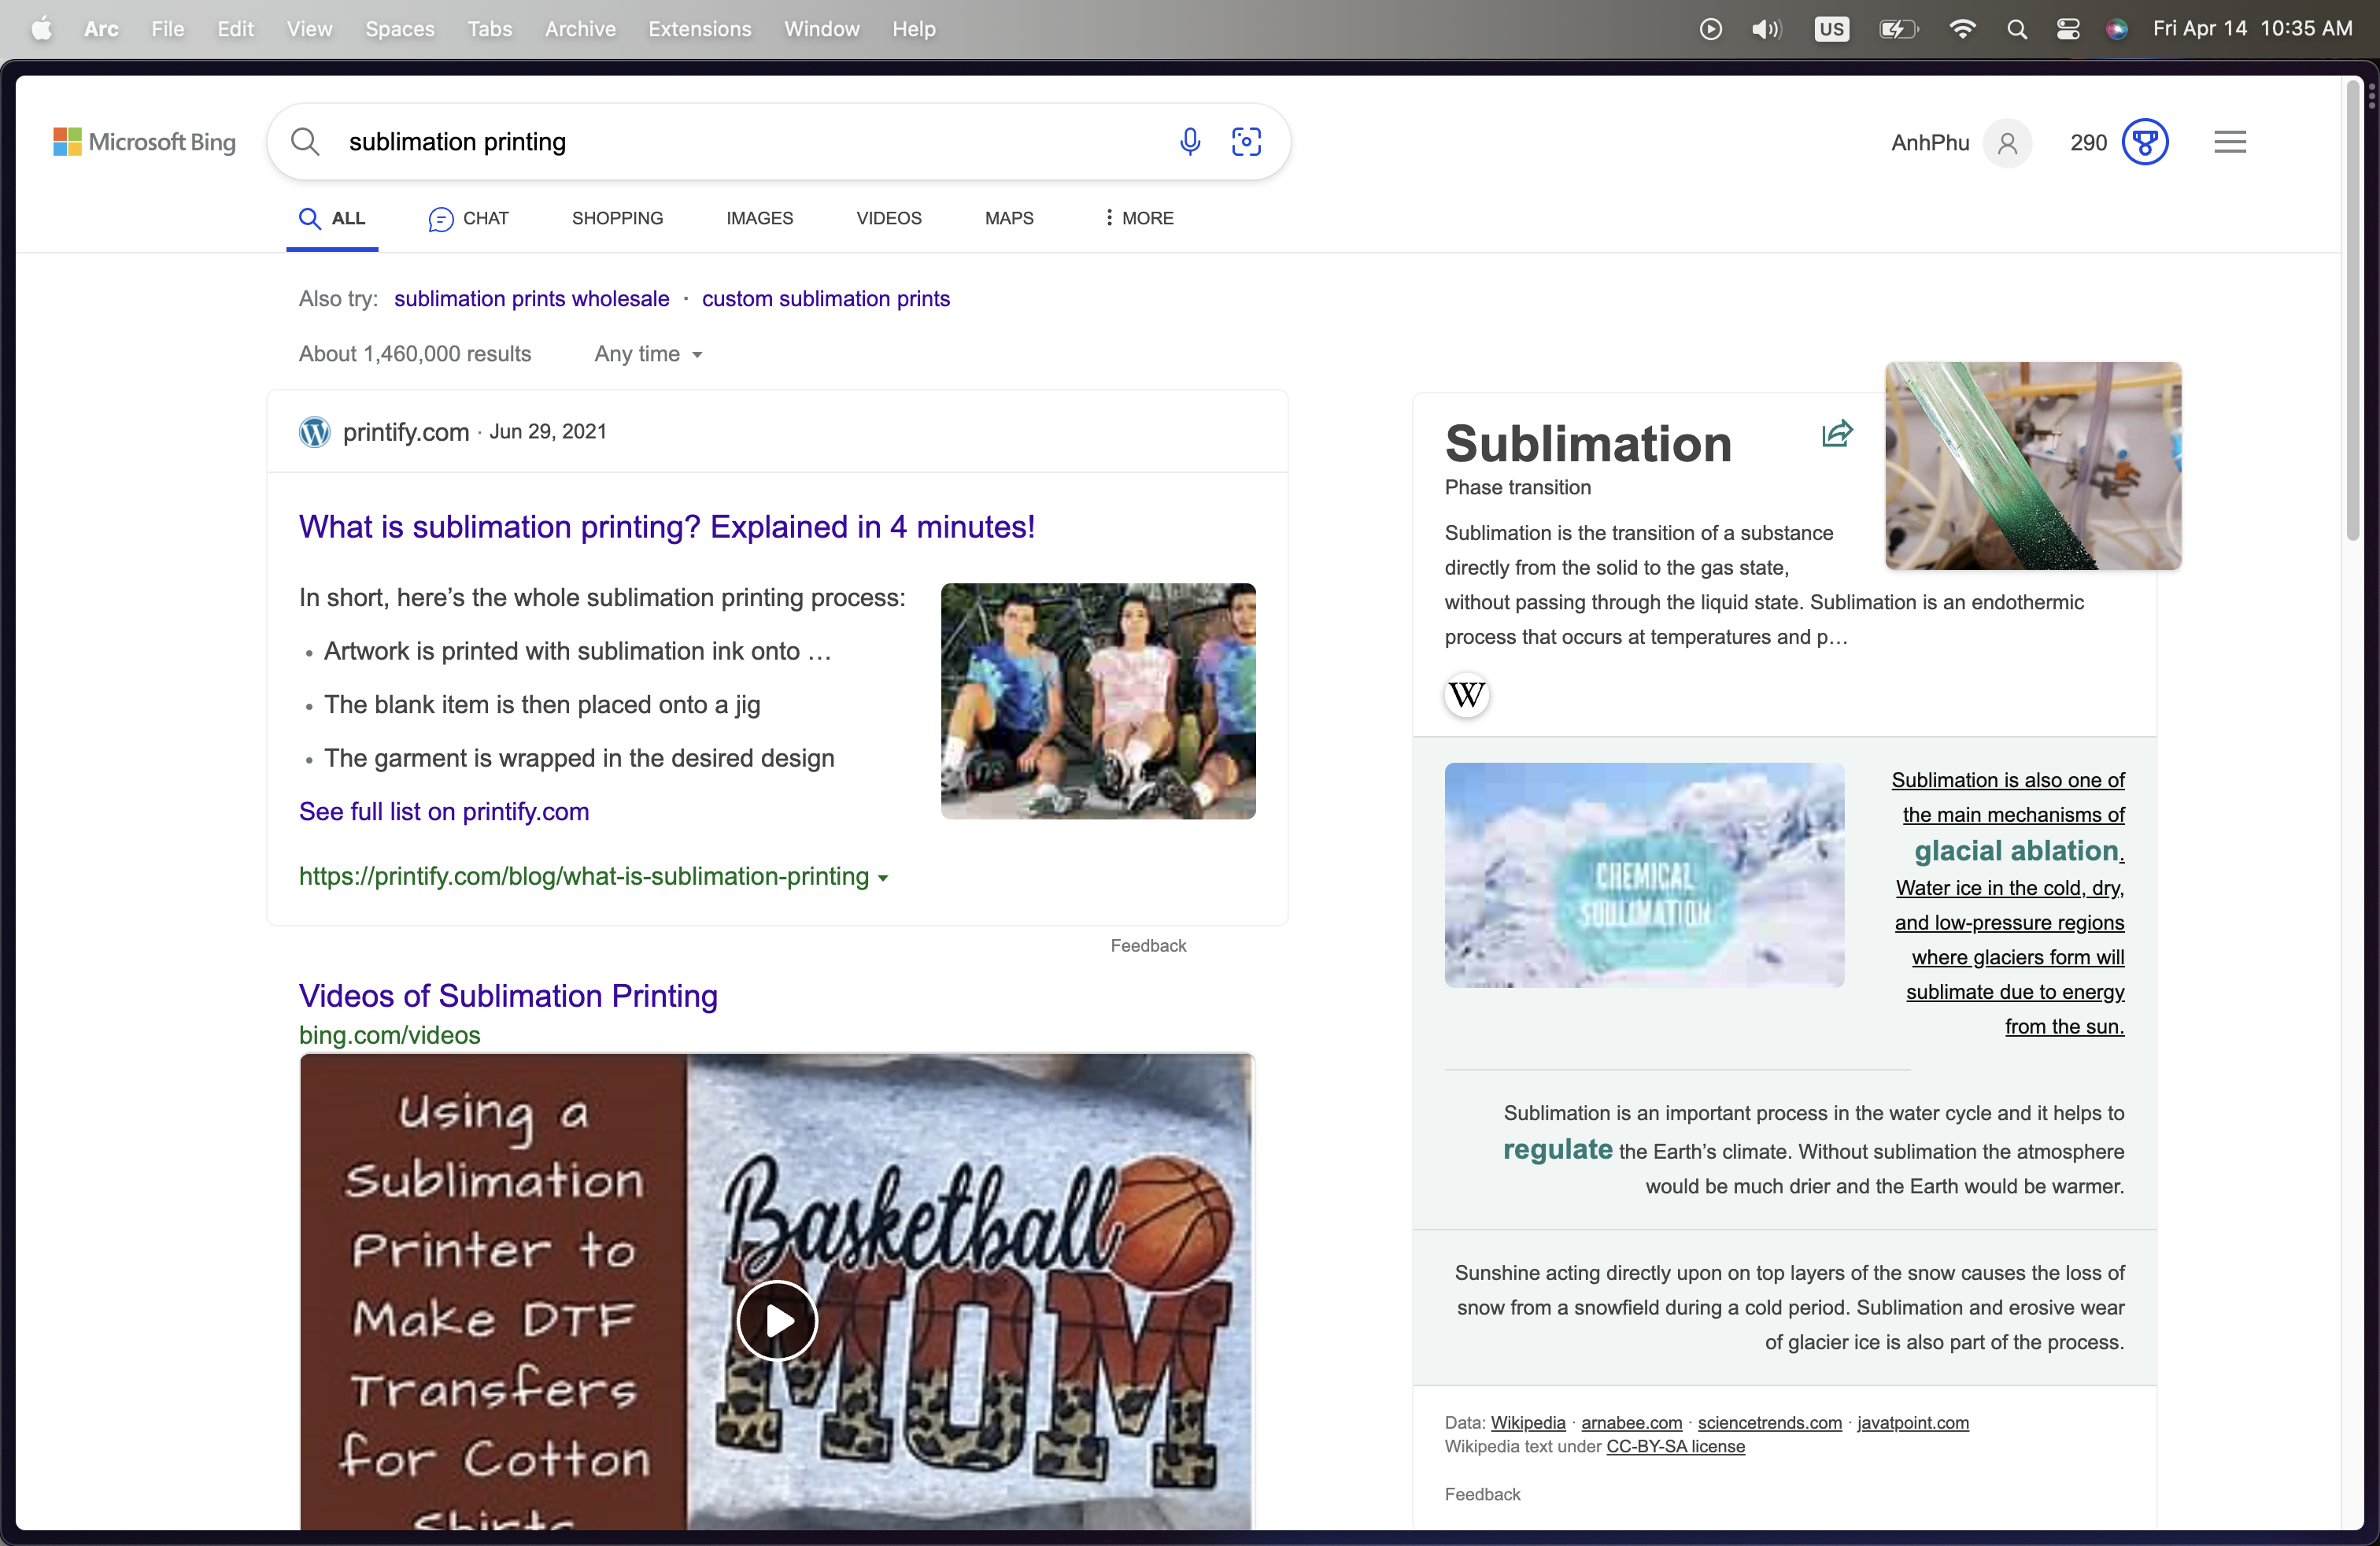 Arc File Edit View Spaces Tabs Archive Extensions Window Help US Fri Apr 14 10:35 AM
Microsoft Bing
sublimation printing
AnhPhu 290
ALL CHAT SHOPPING IMAGES VIDEOS MAPS MORE
Also try: sublimation prints wholesale · custom sublimation prints
About 1,460,000 results Any time
printify.com · Jun 29, 2021
What is sublimation printing? Explained in 4 minutes!
In short, here’s the whole sublimation printing process:
• Artwork is printed with sublimation ink onto …
• The blank item is then placed onto a jig
• The garment is wrapped in the desired design
See full list on printify.com
https://printify.com/blog/what-is-sublimation-printing
Feedback
Videos of Sublimation Printing
bing.com/videos
Using a
Sublimation
Printer to
Make DTF
Transfers
for Cotton
Shirts
Basketball
MOM
Sublimation
Phase transition
Sublimation is the transition of a substance
directly from the solid to the gas state,
without passing through the liquid state. Sublimation is an endothermic
process that occurs at temperatures and p…
W
CHEMICAL
SUBLIMATION
Sublimation is also one of
the main mechanisms of
glacial ablation.
Water ice in the cold, dry,
and low-pressure regions
where glaciers form will
sublimate due to energy
from the sun.
Sublimation is an important process in the water cycle and it helps to
regulate the Earth’s climate. Without sublimation the atmosphere
would be much drier and the Earth would be warmer.
Sunshine acting directly upon on top layers of the snow causes the loss of
snow from a snowfield during a cold period. Sublimation and erosive wear
of glacier ice is also part of the process.
Data: Wikipedia · arnabee.com · sciencetrends.com · javatpoint.com
Wikipedia text under CC-BY-SA license
Feedback